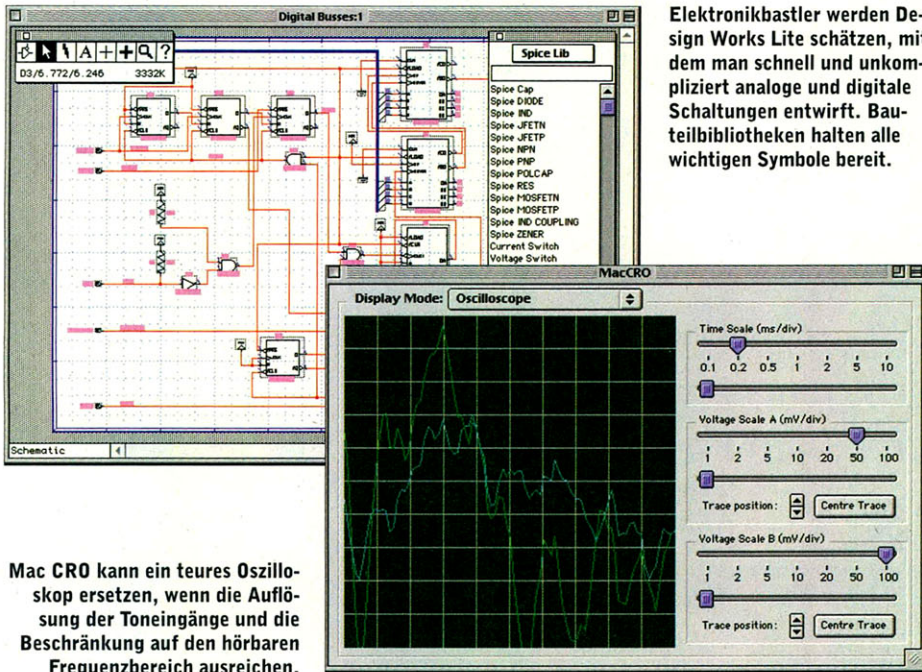 Digital Busses:1
A
?
D3/6.772/6.246 3332K
Spice Lib
Spice Cap
Spice DIODE
Spice IND
Spice JFETN
Spice JFETP
Spice NPN
Spice PNP
Spice POLCAP
Spice RES
Spice MOSFETN
Spice MOSFETP
Spice IND COUPLING
Spice ZENER
Current Switch
Voltage Switch
Schematic
Elektronikbastler werden De-
sign Works Lite schätzen, mit
dem man schnell und unkom-
pliziert analoge und digitale
Schaltungen entwirft. Bau-
teilbibliotheken halten alle
wichtigen Symbole bereit.
MacCRO
Display Mode: Oscilloscope
Time Scale (ms/div)
0.1 0.2 0.5 1 2 5 10
Voltage Scale A (mV/div)
1 2 5 10 20 50 100
Trace position: Centre Trace
Voltage Scale B (mV/div)
1 2 5 10 20 50 100
Trace position: Centre Trace
Mac CRO kann ein teures Oszillo-
skop ersetzen, wenn die Auflö-
sung der Toneingänge und die
Beschränkung auf den hörbaren
Frequenzbereich ausreichen.